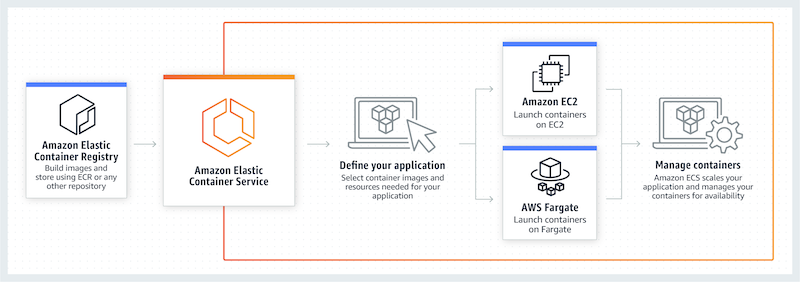 Amazon Elastic
Container Registry
Build images and
store using ECR or any
other repository
Amazon Elastic
Container Service
Define your application
Select container images and
resources needed for your
application
Amazon EC2
Launch containers
on EC2
AWS Fargate
Launch containers
on Fargate
Manage containers
Amazon ECS scales your
application and manages your
containers for availability